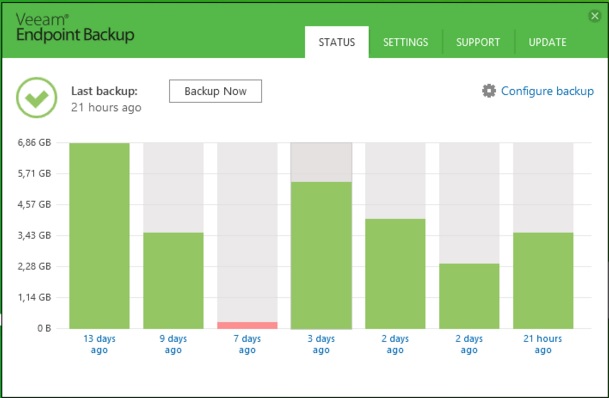 Veeam®
Endpoint Backup
STATUS SETTINGS SUPPORT UPDATE
Last backup: Backup Now Configure backup
21 hours ago
6,86 GB
5,71 GB
4,57 GB
3,43 GB
2,28 GB
1,14 GB
0 B
13 days ago
9 days ago
7 days ago
3 days ago
2 days ago
2 days ago
21 hours ago